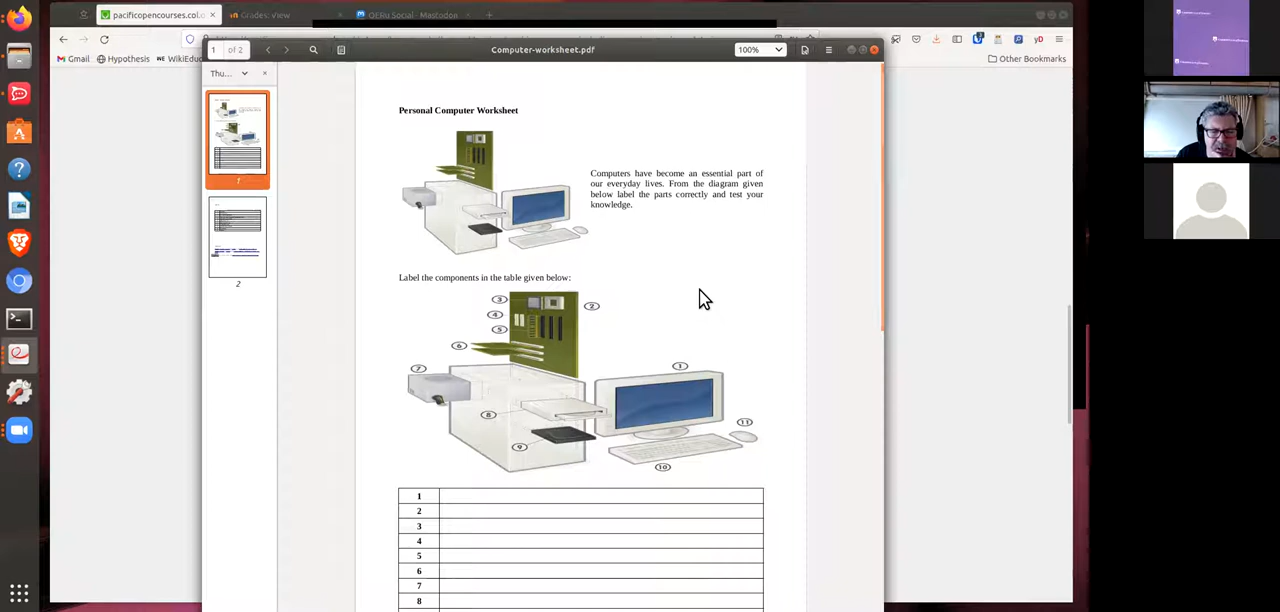 pacificopencourses.col.o
Grades: View
OERu Social - Mastodon
Gmail
Hypothesis
WikiEdu
Other Bookmarks
1 of 2
Computer-worksheet.pdf
100%
Thu...
1
2
Personal Computer Worksheet
Computers have become an essential part of
our everyday lives. From the diagram given
below label the parts correctly and test your
knowledge.
Label the components in the table given below:
3
2
4
5
6
7
1
8
11
9
10
1
2
3
4
5
6
7
8